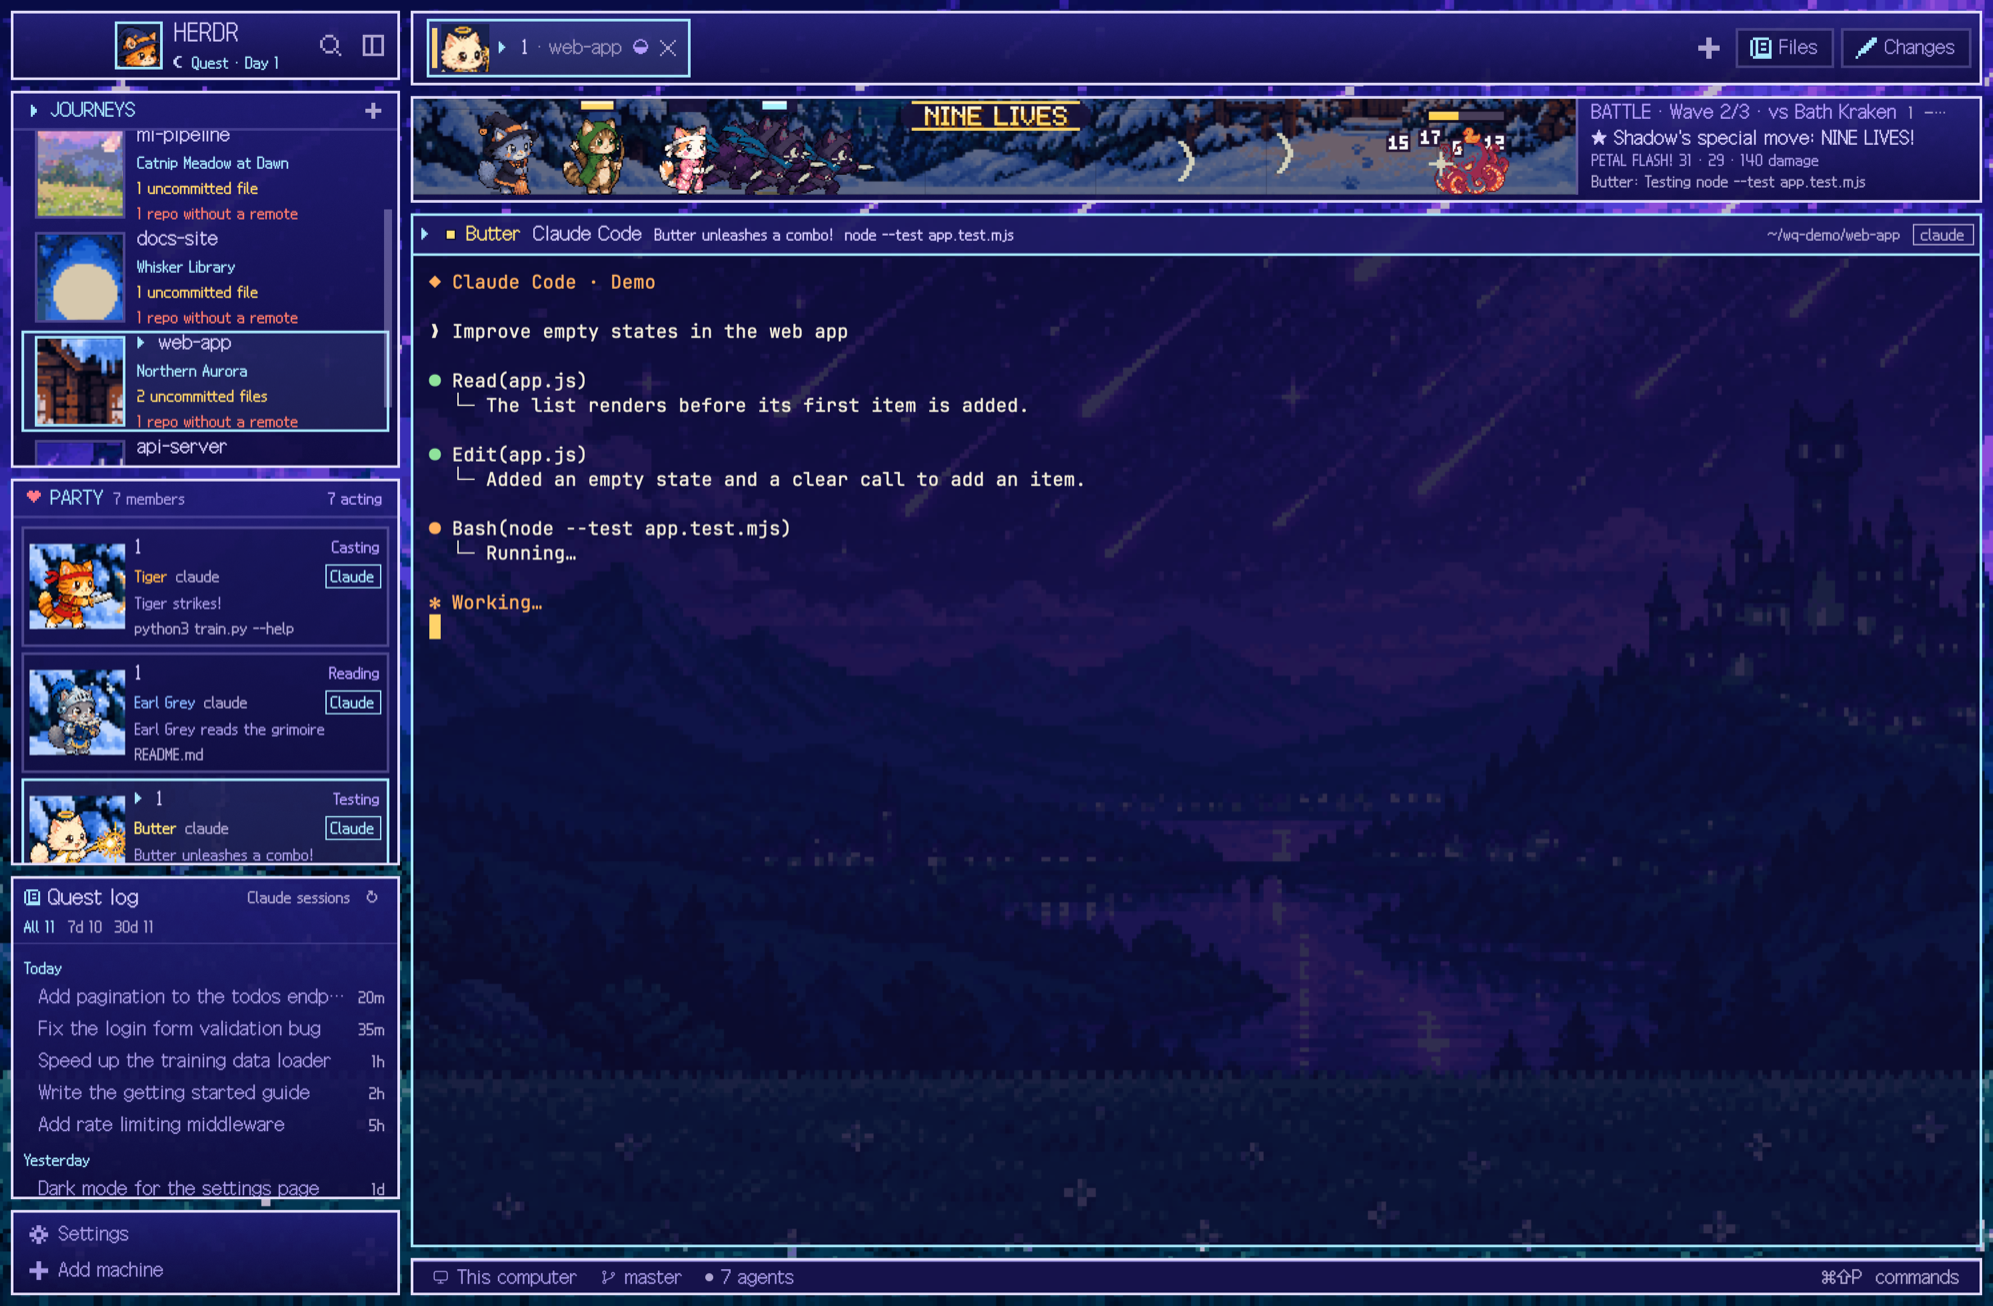 HERDR
Quest · Day 1
JOURNEYS
ml-pipeline
Catnip Meadow at Dawn
1 uncommitted file
1 repo without a remote
docs-site
Whisker Library
1 uncommitted file
1 repo without a remote
web-app
Northern Aurora
2 uncommitted files
1 repo without a remote
api-server
PARTY 7 members 7 acting
1 Casting
Tiger claude Claude
Tiger strikes!
python3 train.py --help
1 Reading
Earl Grey claude Claude
Earl Grey reads the grimoire
README.md
1 Testing
Butter claude Claude
Butter unleashes a combo!
Quest log Claude sessions
All 11 7d 10 30d 11
Today
Add pagination to the todos endp··· 20m
Fix the login form validation bug 35m
Speed up the training data loader 1h
Write the getting started guide 2h
Add rate limiting middleware 5h
Yesterday
Dark mode for the settings page 1d
Settings
Add machine
1 · web-app
Files
Changes
NINE LIVES
15 17
BATTLE · Wave 2/3 · vs Bath Kraken 1 –···
★ Shadow's special move: NINE LIVES!
PETAL FLASH! 31 · 29 · 140 damage
Butter: Testing node --test app.test.mjs
Butter Claude Code Butter unleashes a combo! node --test app.test.mjs
~/wq-demo/web-app claude
◆ Claude Code · Demo
❯ Improve empty states in the web app
● Read(app.js)
└─ The list renders before its first item is added.
● Edit(app.js)
└─ Added an empty state and a clear call to add an item.
● Bash(node --test app.test.mjs)
└─ Running…
✻ Working…
This computer master ● 7 agents
⌘⇧P commands